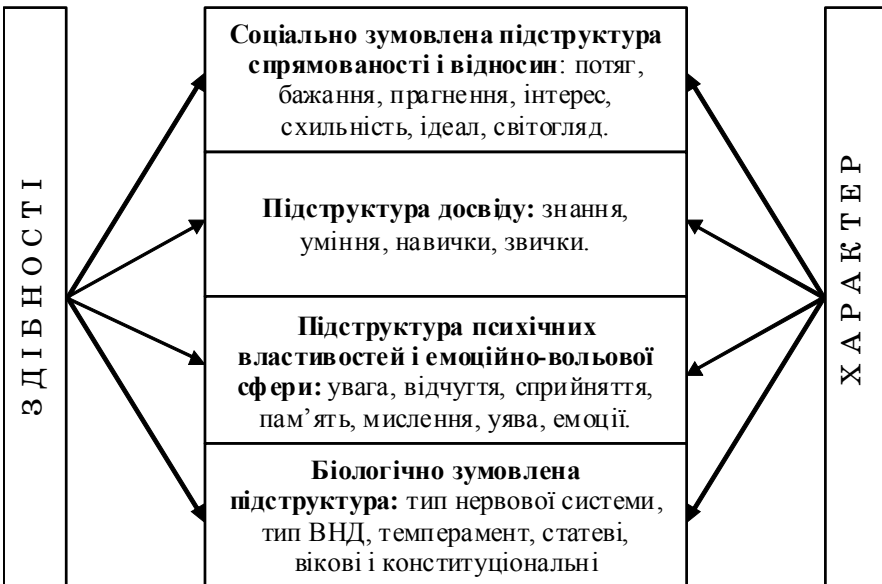 ЗДІБНОСТІ
Соціально зумовлена підструктура
спрямованості і відносин: потяг,
бажання, прагнення, інтерес,
схильність, ідеал, світогляд.
Підструктура досвіду: знання,
уміння, навички, звички.
Підструктура психічних
властивостей і емоційно-вольової
сфери: увага, відчуття, сприйняття,
пам’ять, мислення, уява, емоції.
Біологічно зумовлена
підструктура: тип нервової системи,
тип ВНД, темперамент, статеві,
вікові і конституціональні
ХАРАКТЕР